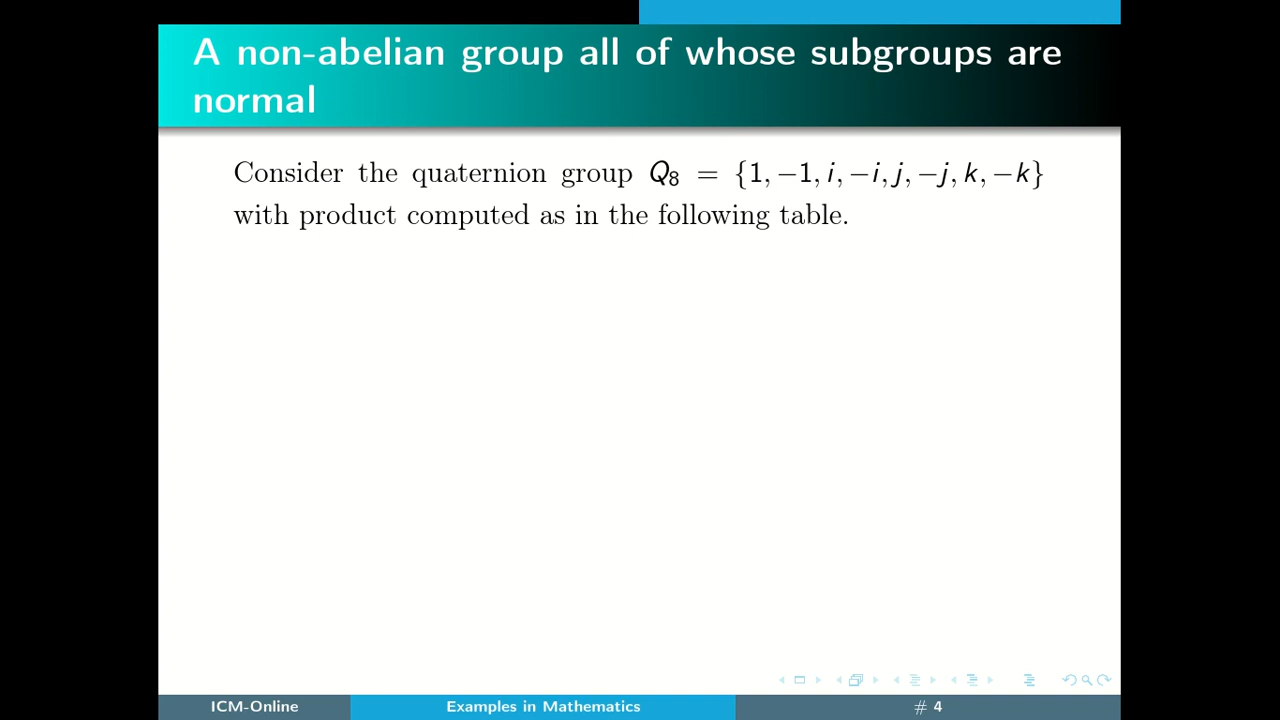 A non-abelian group all of whose subgroups are
normal
Consider the quaternion group Q₈ = {1, −1, i, −i, j, −j, k, −k}
with product computed as in the following table.
ICM-Online Examples in Mathematics # 4